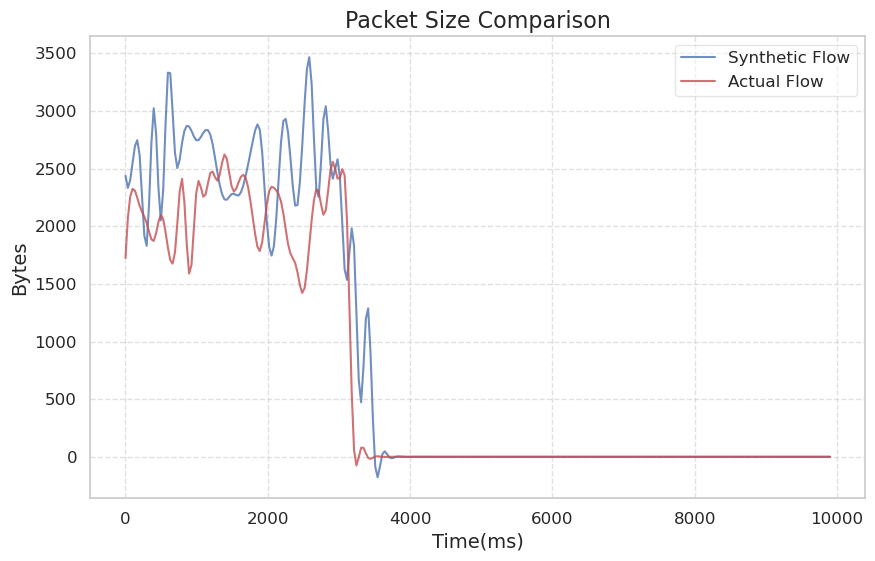 Packet Size Comparison
Synthetic Flow
Actual Flow
3500
3000
2500
2000
1500
1000
500
0
Bytes
0 2000 4000 6000 8000 10000
Time(ms)